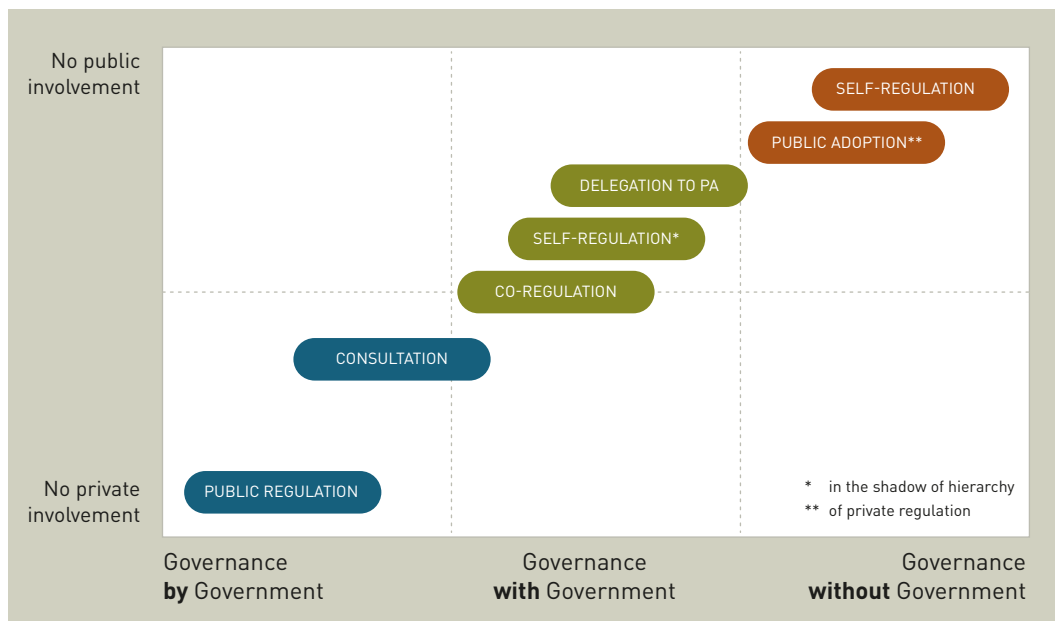 No public
involvement
SELF-REGULATION
PUBLIC ADOPTION**
DELEGATION TO PA
SELF-REGULATION*
CO-REGULATION
CONSULTATION
No private
involvement
PUBLIC REGULATION
* in the shadow of hierarchy
** of private regulation
Governance
by Government
Governance
with Government
Governance
without Government